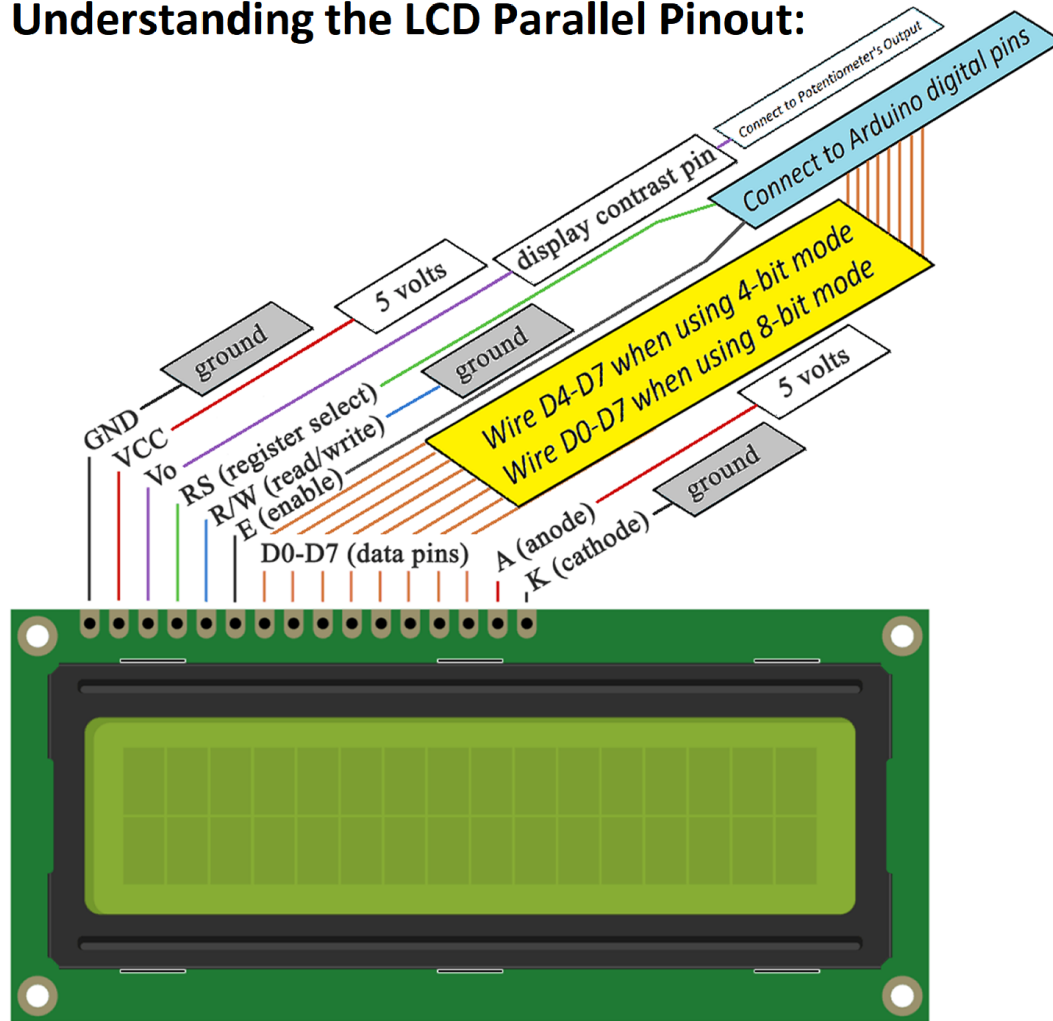 Understanding the LCD Parallel Pinout:
Connect to Potentiometer's Output
Connect to Arduino digital pins
display contrast pin
5 volts
ground
ground
Wire D4-D7 when using 4-bit mode
Wire D0-D7 when using 8-bit mode
5 volts
ground
GND
VCC
Vo
RS (register select)
R/W (read/write)
E (enable)
D0-D7 (data pins)
A (anode)
K (cathode)